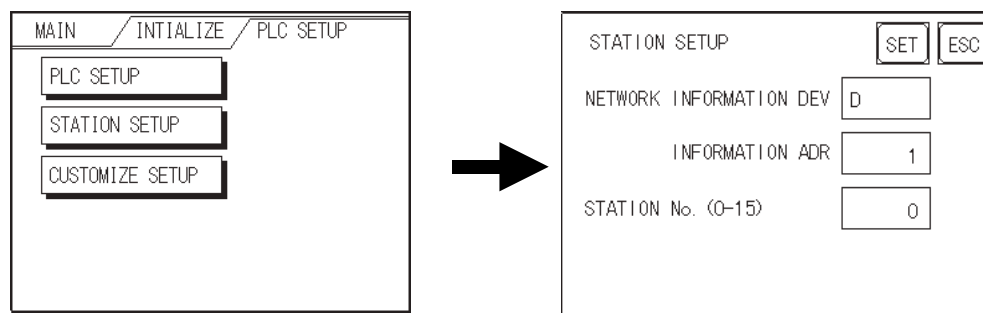 MAIN INTIALIZE PLC SETUP
PLC SETUP
STATION SETUP
CUSTOMIZE SETUP
STATION SETUP SET ESC
NETWORK INFORMATION DEV D
INFORMATION ADR 1
STATION No. (0-15) 0